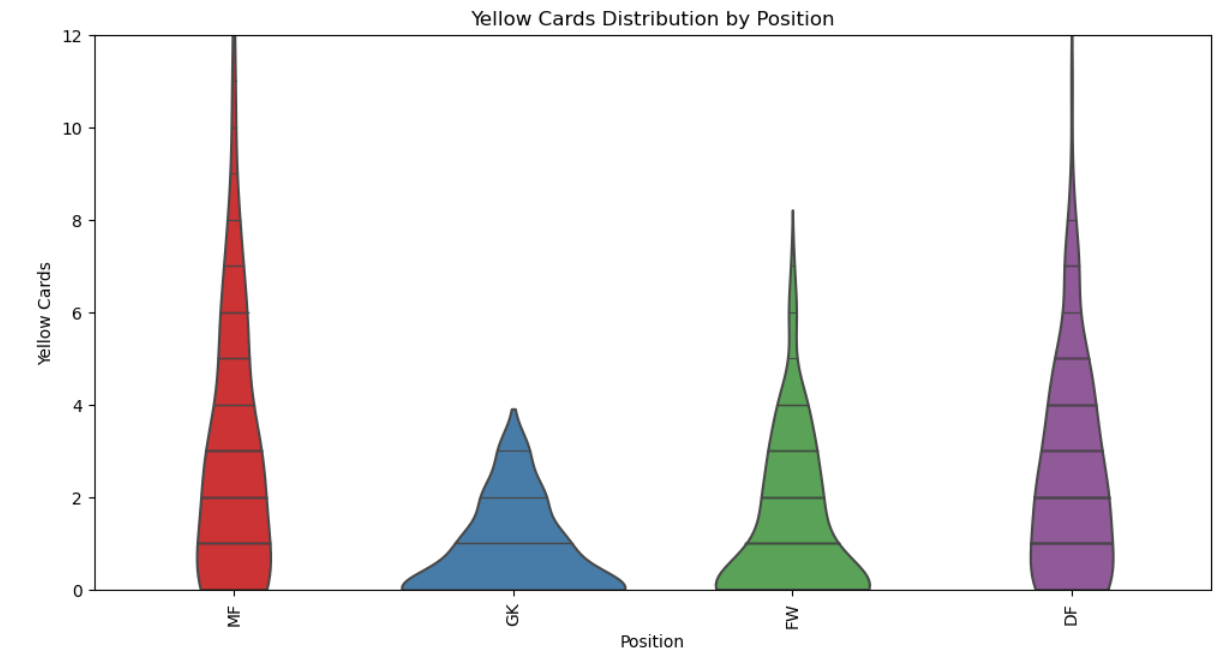 Yellow Cards Distribution by Position
Yellow Cards
12
10
8
6
4
2
0
MF
GK
FW
DF
Position